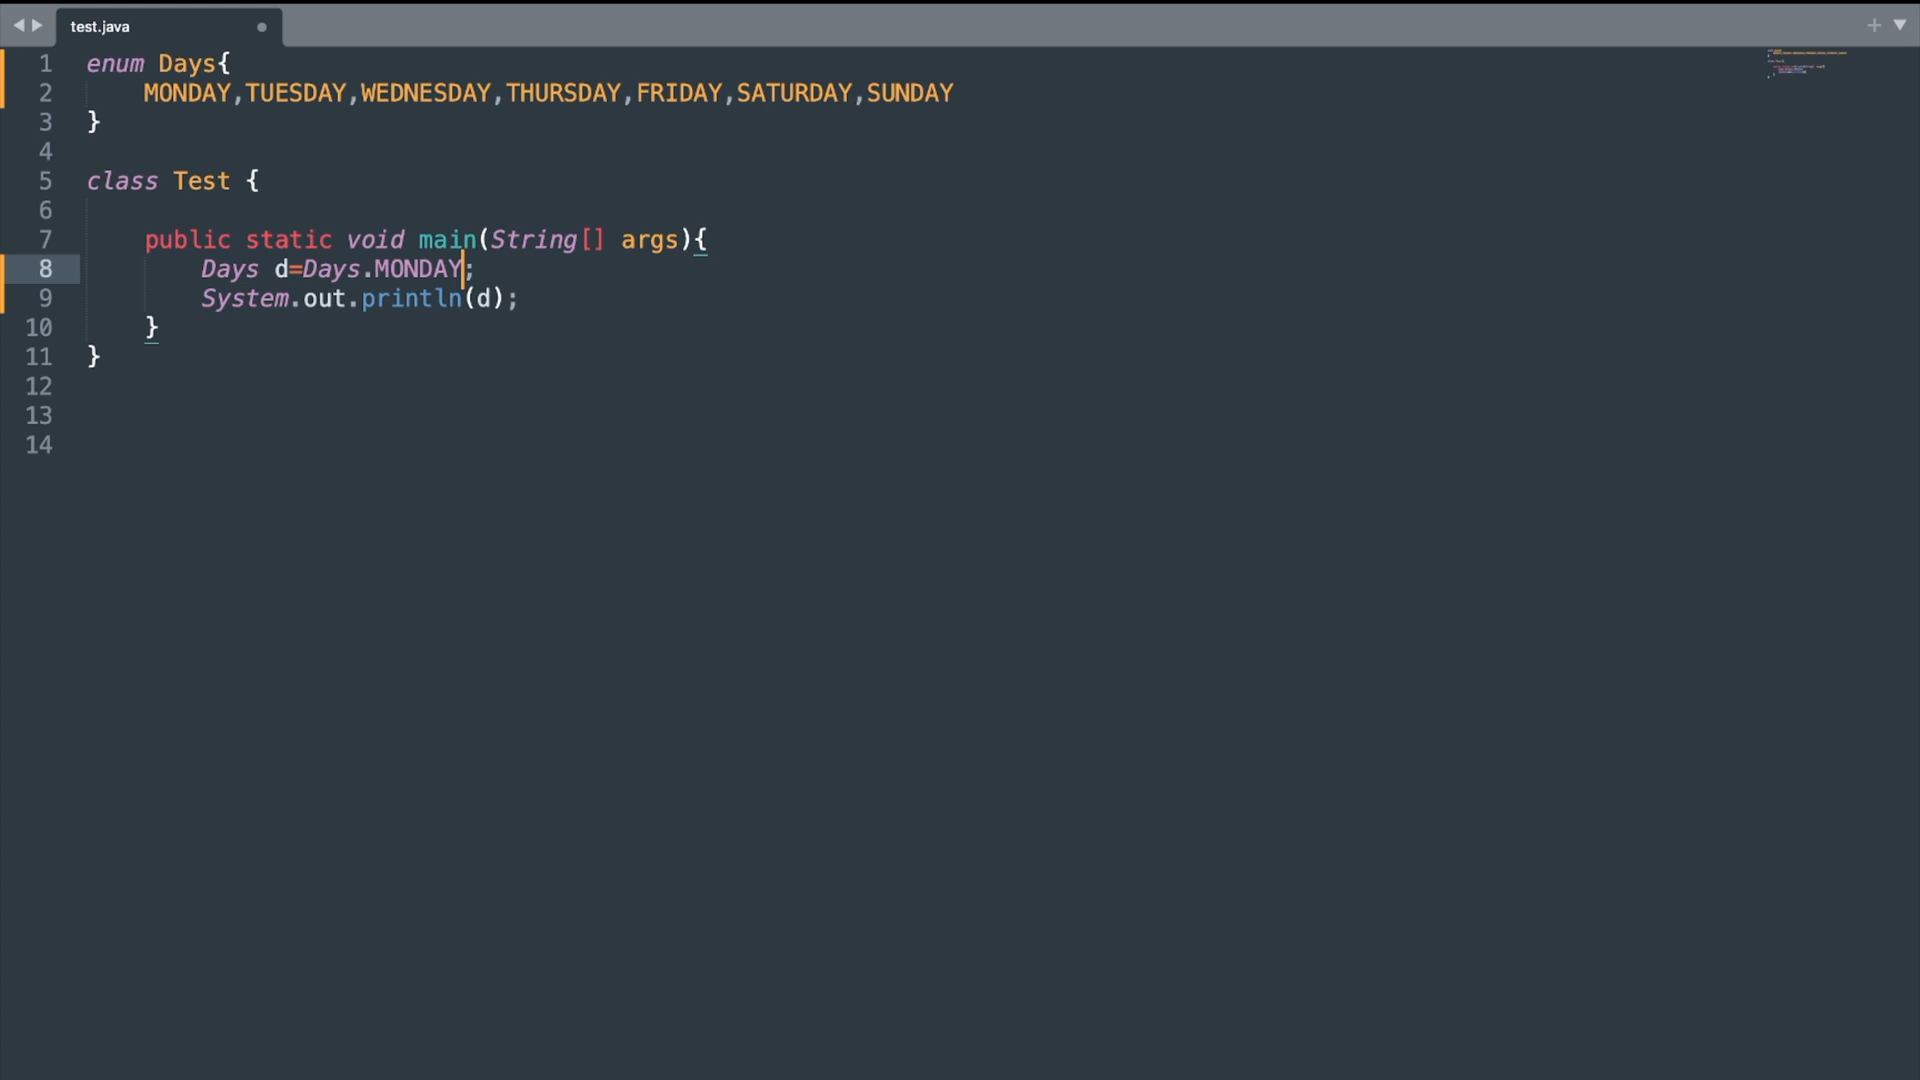 test.java
1 enum Days{
2     MONDAY,TUESDAY,WEDNESDAY,THURSDAY,FRIDAY,SATURDAY,SUNDAY
3 }
4
5 class Test {
6
7     public static void main(String[] args){
8         Days d=Days.MONDAY;
9         System.out.println(d);
10     }
11 }
12
13
14